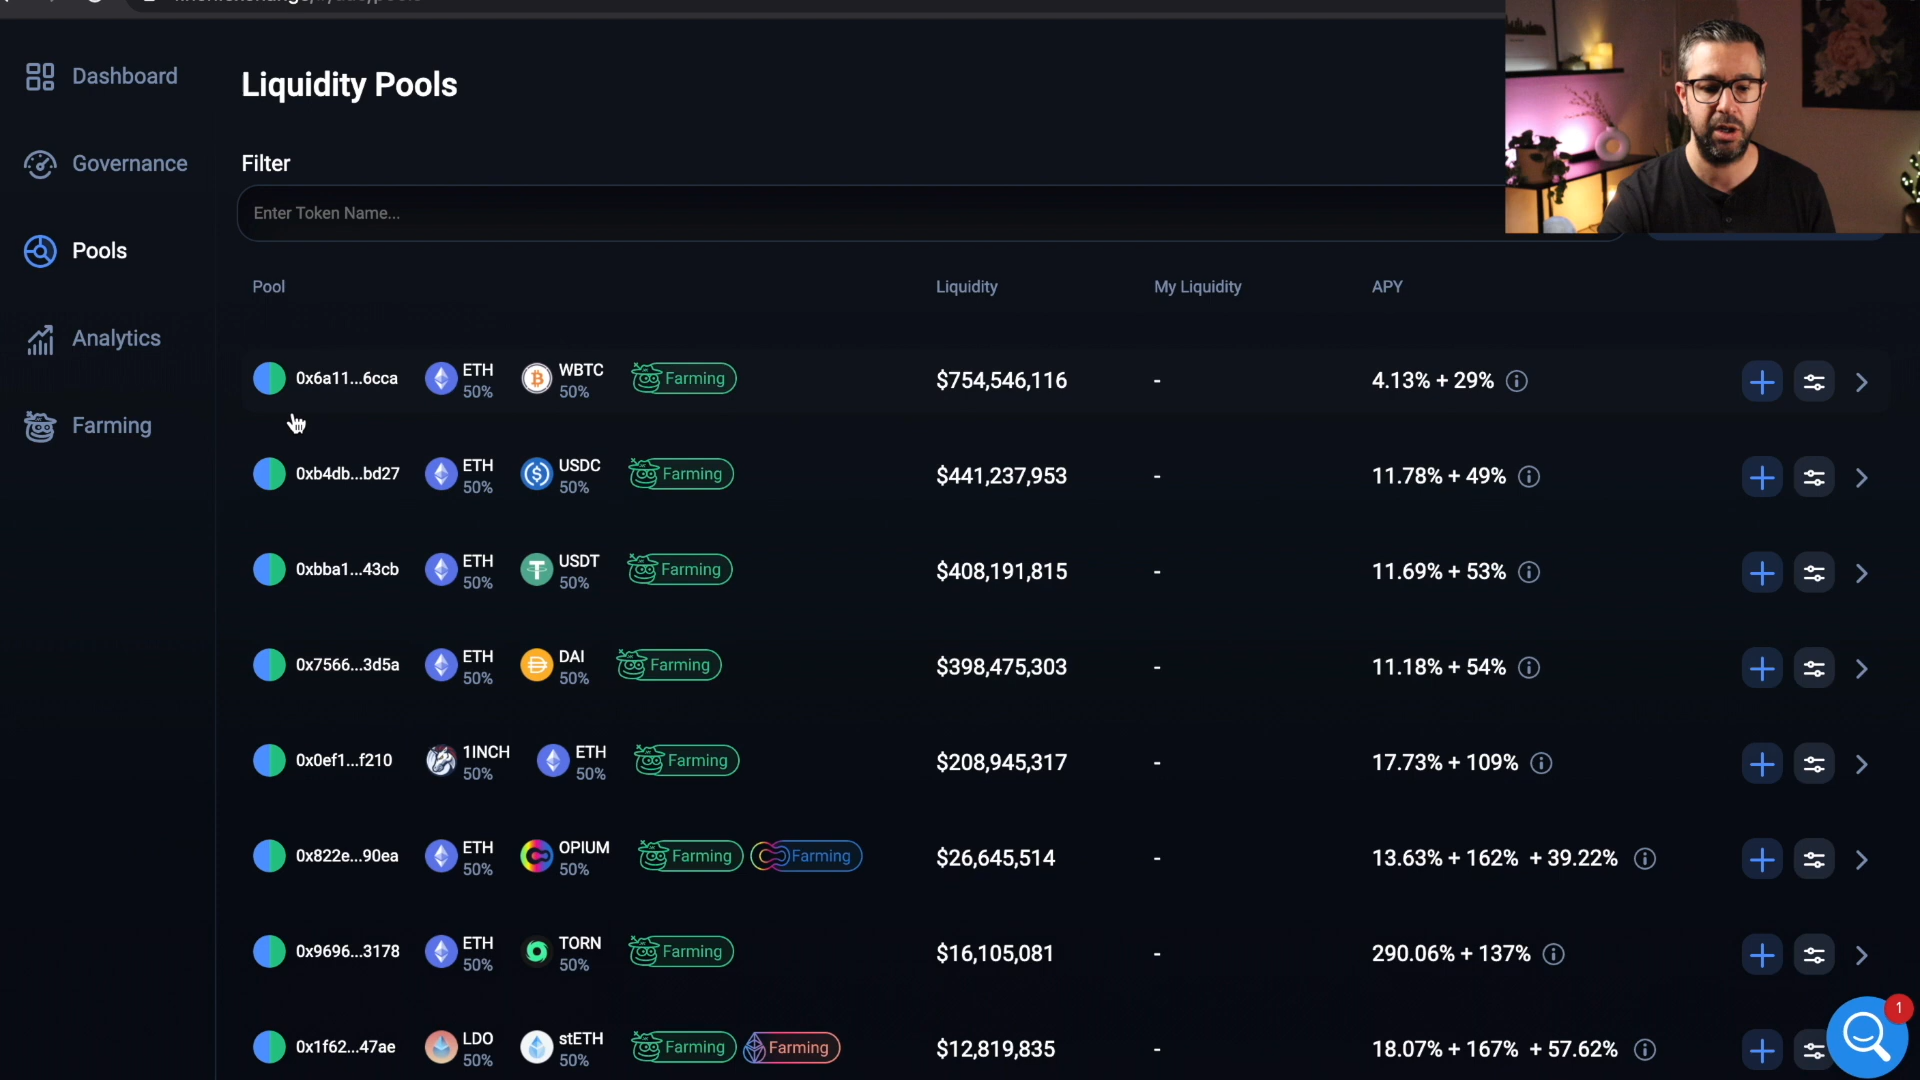 Dashboard
Governance
Pools
Analytics
Farming
Liquidity Pools
Filter
Enter Token Name...
Pool Liquidity My Liquidity APY
0x6a11...6cca ETH 50% WBTC 50% Farming $754,546,116 - 4.13% + 29%
0xb4db...bd27 ETH 50% USDC 50% Farming $441,237,953 - 11.78% + 49%
0xbba1...43cb ETH 50% USDT 50% Farming $408,191,815 - 11.69% + 53%
0x7566...3d5a ETH 50% DAI 50% Farming $398,475,303 - 11.18% + 54%
0x0ef1...f210 1INCH 50% ETH 50% Farming $208,945,317 - 17.73% + 109%
0x822e...90ea ETH 50% OPIUM 50% Farming Farming $26,645,514 - 13.63% + 162% + 39.22%
0x9696...3178 ETH 50% TORN 50% Farming $16,105,081 - 290.06% + 137%
0x1f62...47ae LDO 50% stETH 50% Farming Farming $12,819,835 - 18.07% + 167% + 57.62%
1